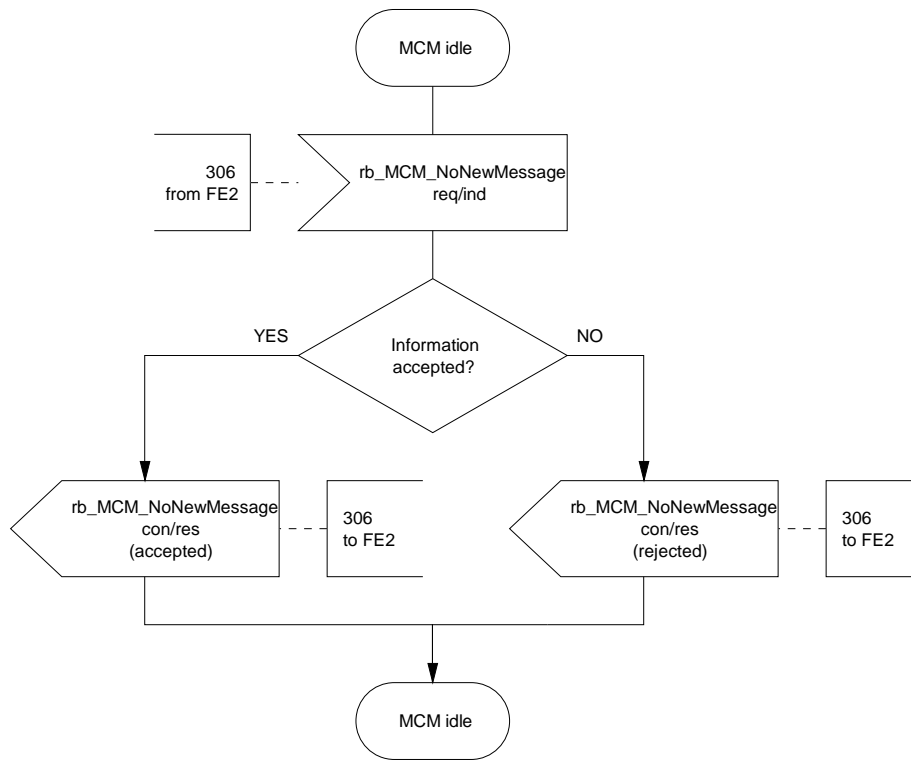 MCM idle
306
from FE2
rb_MCM_NoNewMessage
req/ind
YES
Information
accepted?
NO
rb_MCM_NoNewMessage
con/res
(accepted)
306
to FE2
rb_MCM_NoNewMessage
con/res
(rejected)
306
to FE2
MCM idle